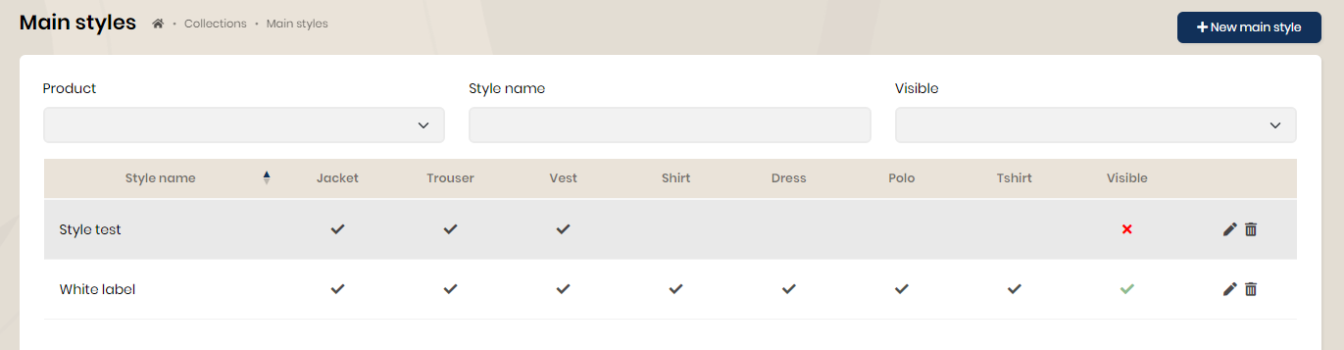 Main styles • Collections • Main styles
+ New main style
Product Style name Visible
Style name Jacket Trouser Vest Shirt Dress Polo Tshirt Visible
Style test
White label